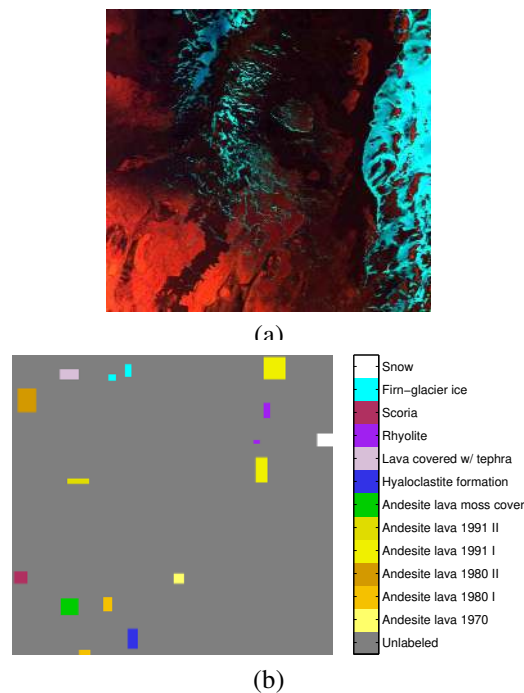 (a)
Snow
Firn-glacier ice
Scoria
Rhyolite
Lava covered w/ tephra
Hyaloclastite formation
Andesite lava moss cover
Andesite lava 1991 II
Andesite lava 1991 I
Andesite lava 1980 II
Andesite lava 1980 I
Andesite lava 1970
Unlabeled
(b)